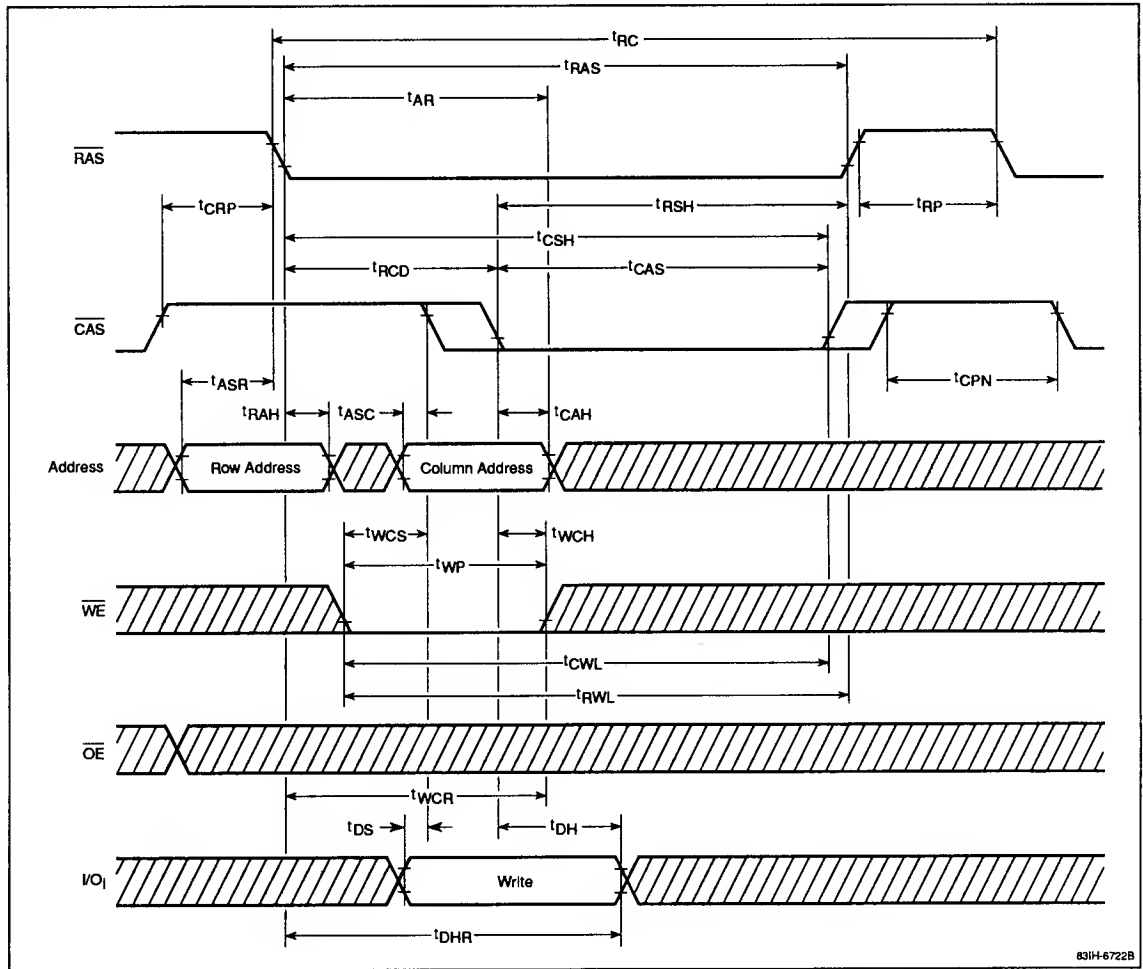 tRC
tRAS
tAR
RAS
tCRP
tRSH
tRP
tCSH
tRCD
tCAS
CAS
tASR
tCPN
tRAH
tASC
tCAH
Address
Row Address
Column Address
tWCS
tWCH
tWP
WE
tCWL
tRWL
OE
tWCR
tDS
tDH
I/Oi
Write
tDHR
83IH-6722B